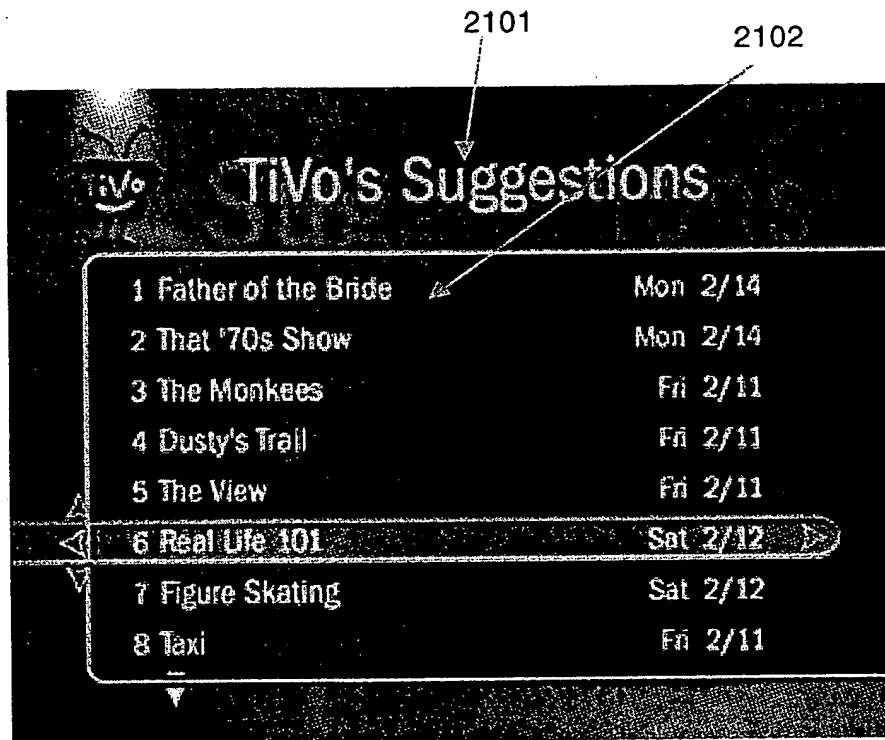 2101
2102
TiVo
TiVo's Suggestions
1 Father of the Bride Mon 2/14
2 That '70s Show Mon 2/14
3 The Monkees Fri 2/11
4 Dusty's Trail Fri 2/11
5 The View Fri 2/11
6 Real Life 101 Sat 2/12
7 Figure Skating Sat 2/12
8 Taxi Fri 2/11